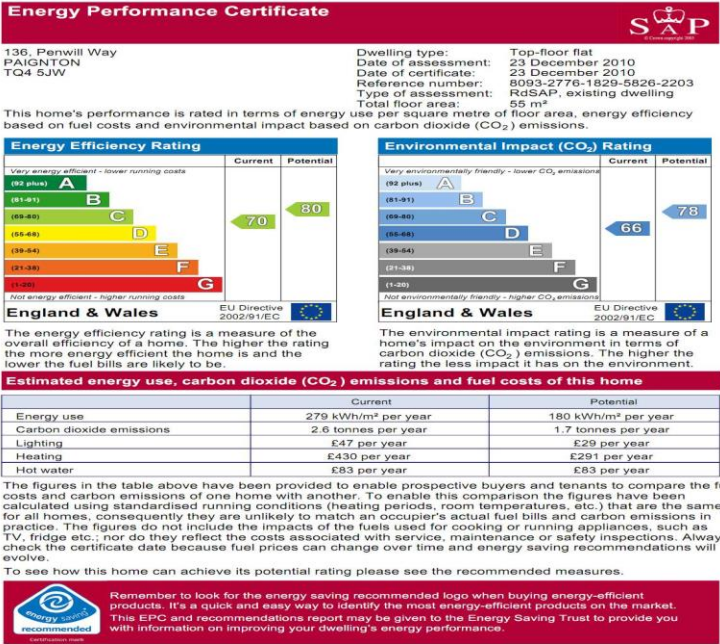 Energy Performance Certificate
SAP
136, Penwill Way
PAIGNTON
TQ4 5JW
Dwelling type: Top-floor flat
Date of assessment: 23 December 2010
Date of certificate: 23 December 2010
Reference number: 8093-2776-1829-5826-2203
Type of assessment: RdSAP, existing dwelling
Total floor area: 55 m²
This home's performance is rated in terms of energy use per square metre of floor area, energy efficiency
based on fuel costs and environmental impact based on carbon dioxide (CO₂) emissions.
Energy Efficiency Rating
Current Potential
Very energy efficient - lower running costs
(92 plus) A
(81-91) B
(69-80) C
(55-68) D
(39-54) E
(21-38) F
(1-20) G
70
80
Not energy efficient - higher running costs
England & Wales
EU Directive
2002/91/EC
Environmental Impact (CO₂) Rating
Current Potential
Very environmentally friendly - lower CO₂ emissions
(92 plus) A
(81-91) B
(69-80) C
(55-68) D
(39-54) E
(21-38) F
(1-20) G
66
78
Not environmentally friendly - higher CO₂ emissions
England & Wales
EU Directive
2002/91/EC
The energy efficiency rating is a measure of the
overall efficiency of a home. The higher the rating
the more energy efficient the home is and the
lower the fuel bills are likely to be.
The environmental impact rating is a measure of a
home's impact on the environment in terms of
carbon dioxide (CO₂) emissions. The higher the
rating the less impact it has on the environment.
Estimated energy use, carbon dioxide (CO₂) emissions and fuel costs of this home
Current Potential
Energy use 279 kWh/m² per year 180 kWh/m² per year
Carbon dioxide emissions 2.6 tonnes per year 1.7 tonnes per year
Lighting £47 per year £29 per year
Heating £430 per year £291 per year
Hot water £83 per year £83 per year
The figures in the table above have been provided to enable prospective buyers and tenants to compare the f
costs and carbon emissions of one home with another. To enable this comparison the figures have been
calculated using standardised running conditions (heating periods, room temperatures, etc.) that are the same
for all homes, consequently they are unlikely to match an occupier's actual fuel bills and carbon emissions in
practice. The figures do not include the impacts of the fuels used for cooking or running appliances, such as
TV, fridge etc.; nor do they reflect the costs associated with service, maintenance or safety inspections. Alway
check the certificate date because fuel prices can change over time and energy saving recommendations will
evolve.
To see how this home can achieve its potential rating please see the recommended measures.
energy saving
recommended
Certification mark
Remember to look for the energy saving recommended logo when buying energy-efficient
products. It's a quick and easy way to identify the most energy-efficient products on the market.
This EPC and recommendations report may be given to the Energy Saving Trust to provide you
with information on improving your dwelling's energy performance.